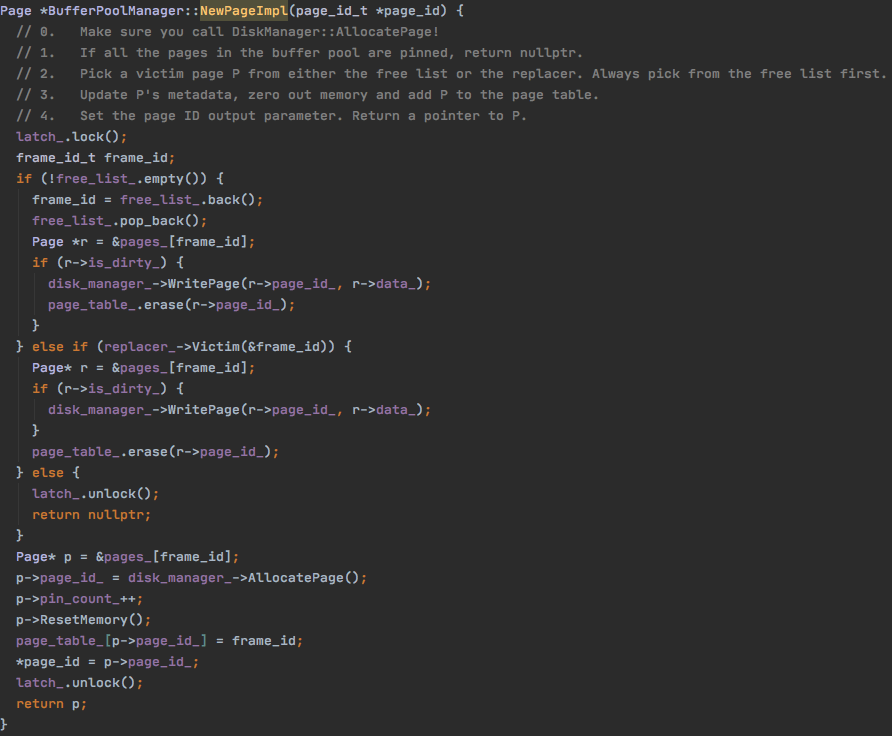 Page *BufferPoolManager::NewPageImpl(page_id_t *page_id) {
  // 0.   Make sure you call DiskManager::AllocatePage!
  // 1.   If all the pages in the buffer pool are pinned, return nullptr.
  // 2.   Pick a victim page P from either the free list or the replacer. Always pick from the free list first.
  // 3.   Update P's metadata, zero out memory and add P to the page table.
  // 4.   Set the page ID output parameter. Return a pointer to P.
  latch_.lock();
  frame_id_t frame_id;
  if (!free_list_.empty()) {
    frame_id = free_list_.back();
    free_list_.pop_back();
    Page *r = &pages_[frame_id];
    if (r->is_dirty_) {
      disk_manager_->WritePage(r->page_id_, r->data_);
      page_table_.erase(r->page_id_);
    }
  } else if (replacer_->Victim(&frame_id)) {
    Page* r = &pages_[frame_id];
    if (r->is_dirty_) {
      disk_manager_->WritePage(r->page_id_, r->data_);
    }
    page_table_.erase(r->page_id_);
  } else {
    latch_.unlock();
    return nullptr;
  }
  Page* p = &pages_[frame_id];
  p->page_id_ = disk_manager_->AllocatePage();
  p->pin_count_++;
  p->ResetMemory();
  page_table_[p->page_id_] = frame_id;
  *page_id = p->page_id_;
  latch_.unlock();
  return p;
}